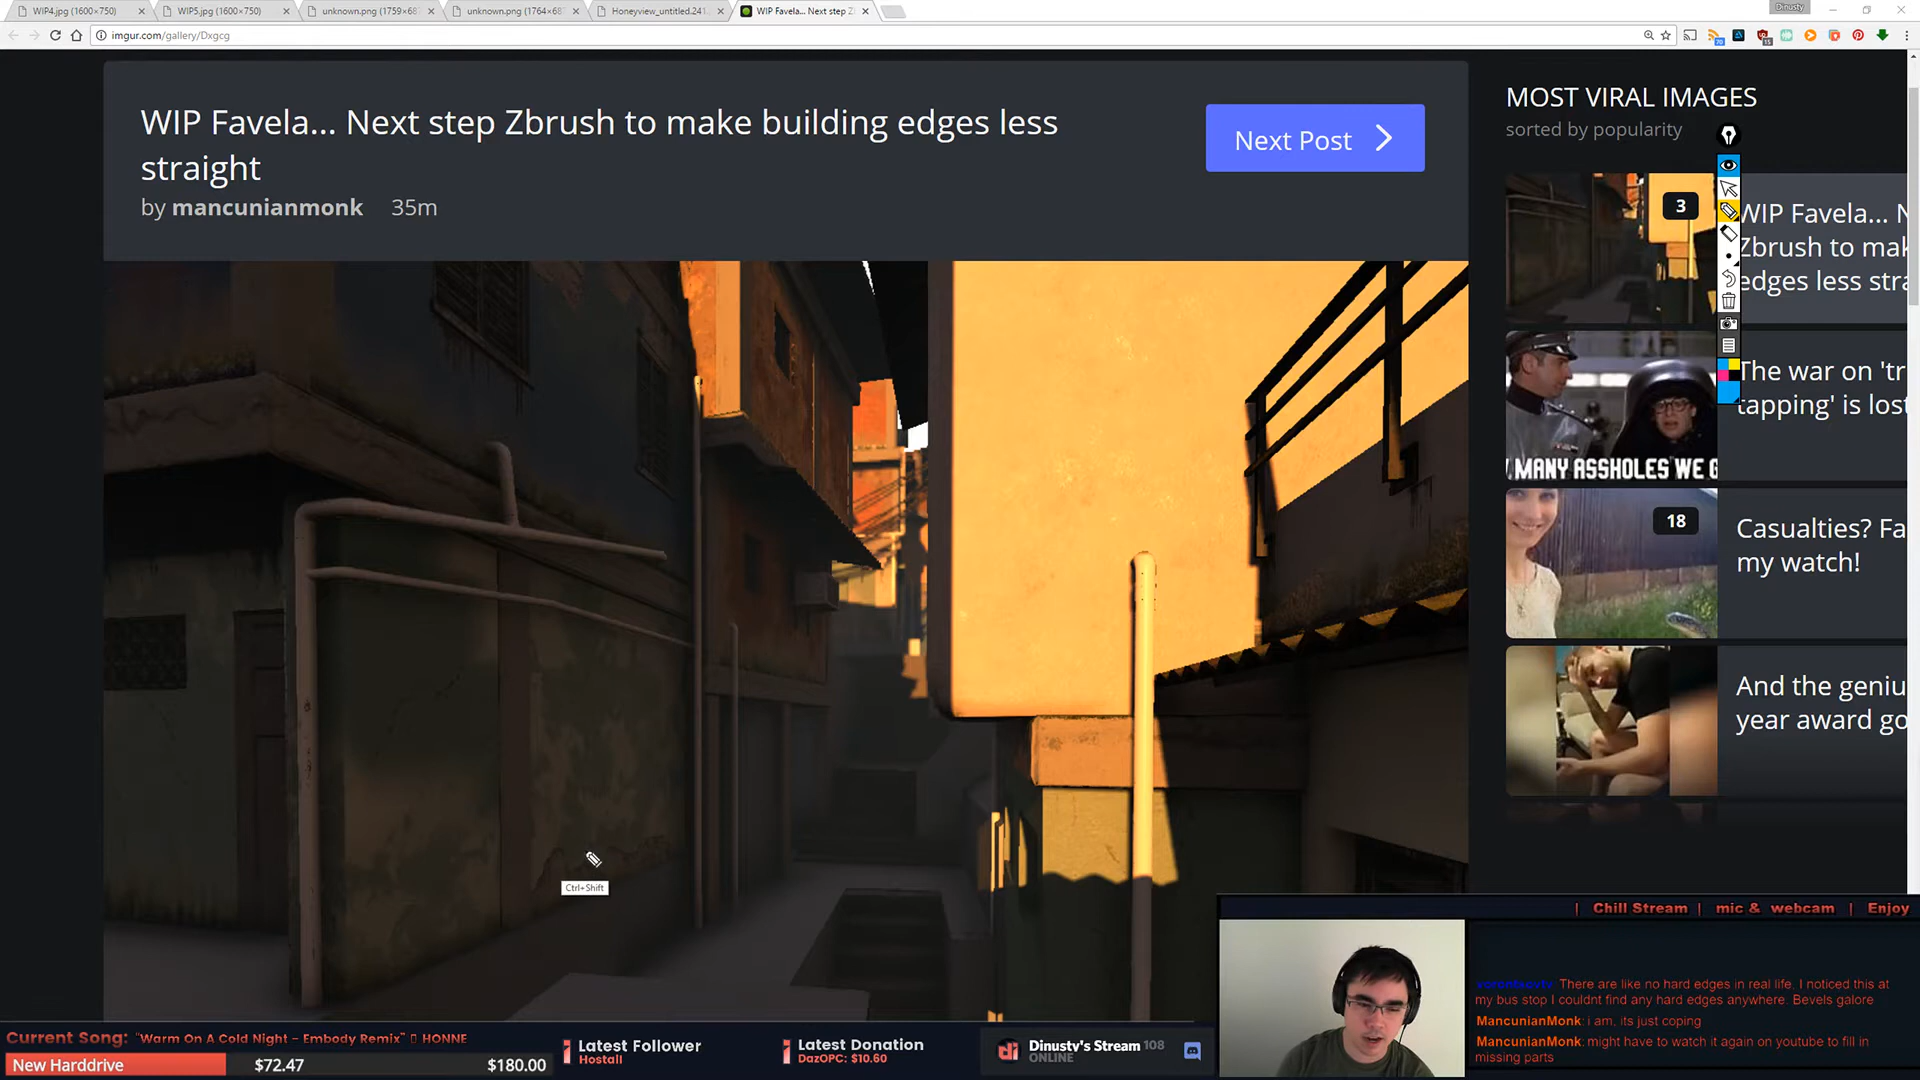 WIP4.jpg (1600×750)
WIP5.jpg (1600×750)
unknown.png (1759×68
unknown.png (1764×68
Honeyview_untitled.241
WIP Favela... Next step Z
Dinusty
imgur.com/gallery/Dxgcg
WIP Favela... Next step Zbrush to make building edges less
straight
by mancunianmonk 35m
Next Post
MOST VIRAL IMAGES
sorted by popularity
3
WIP Favela... N
Zbrush to mak
edges less stra
The war on 'tr
tapping' is lost
MANY ASSHOLES WE G
18
Casualties? Fa
my watch!
And the geniu
year award go
Ctrl+Shift
| Chill Stream | mic & webcam | Enjoy
There are like no hard edges in real life. I noticed this at
my bus stop I couldnt find any hard edges anywhere. Bevels galore
MancunianMonk: i am, its just coping
MancunianMonk: might have to watch it again on youtube to fill in
missing parts
Current Song: "Warm On A Cold Night - Embody Remix" HONNE
New Harddrive $72.47 $180.00
Latest Follower
Hostall
Latest Donation
DazOPC: $10.60
Dinusty's Stream 108
ONLINE